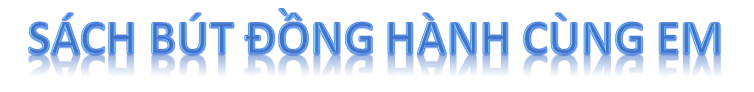 SÁCH BÚT ĐỒNG HÀNH CÙNG EM